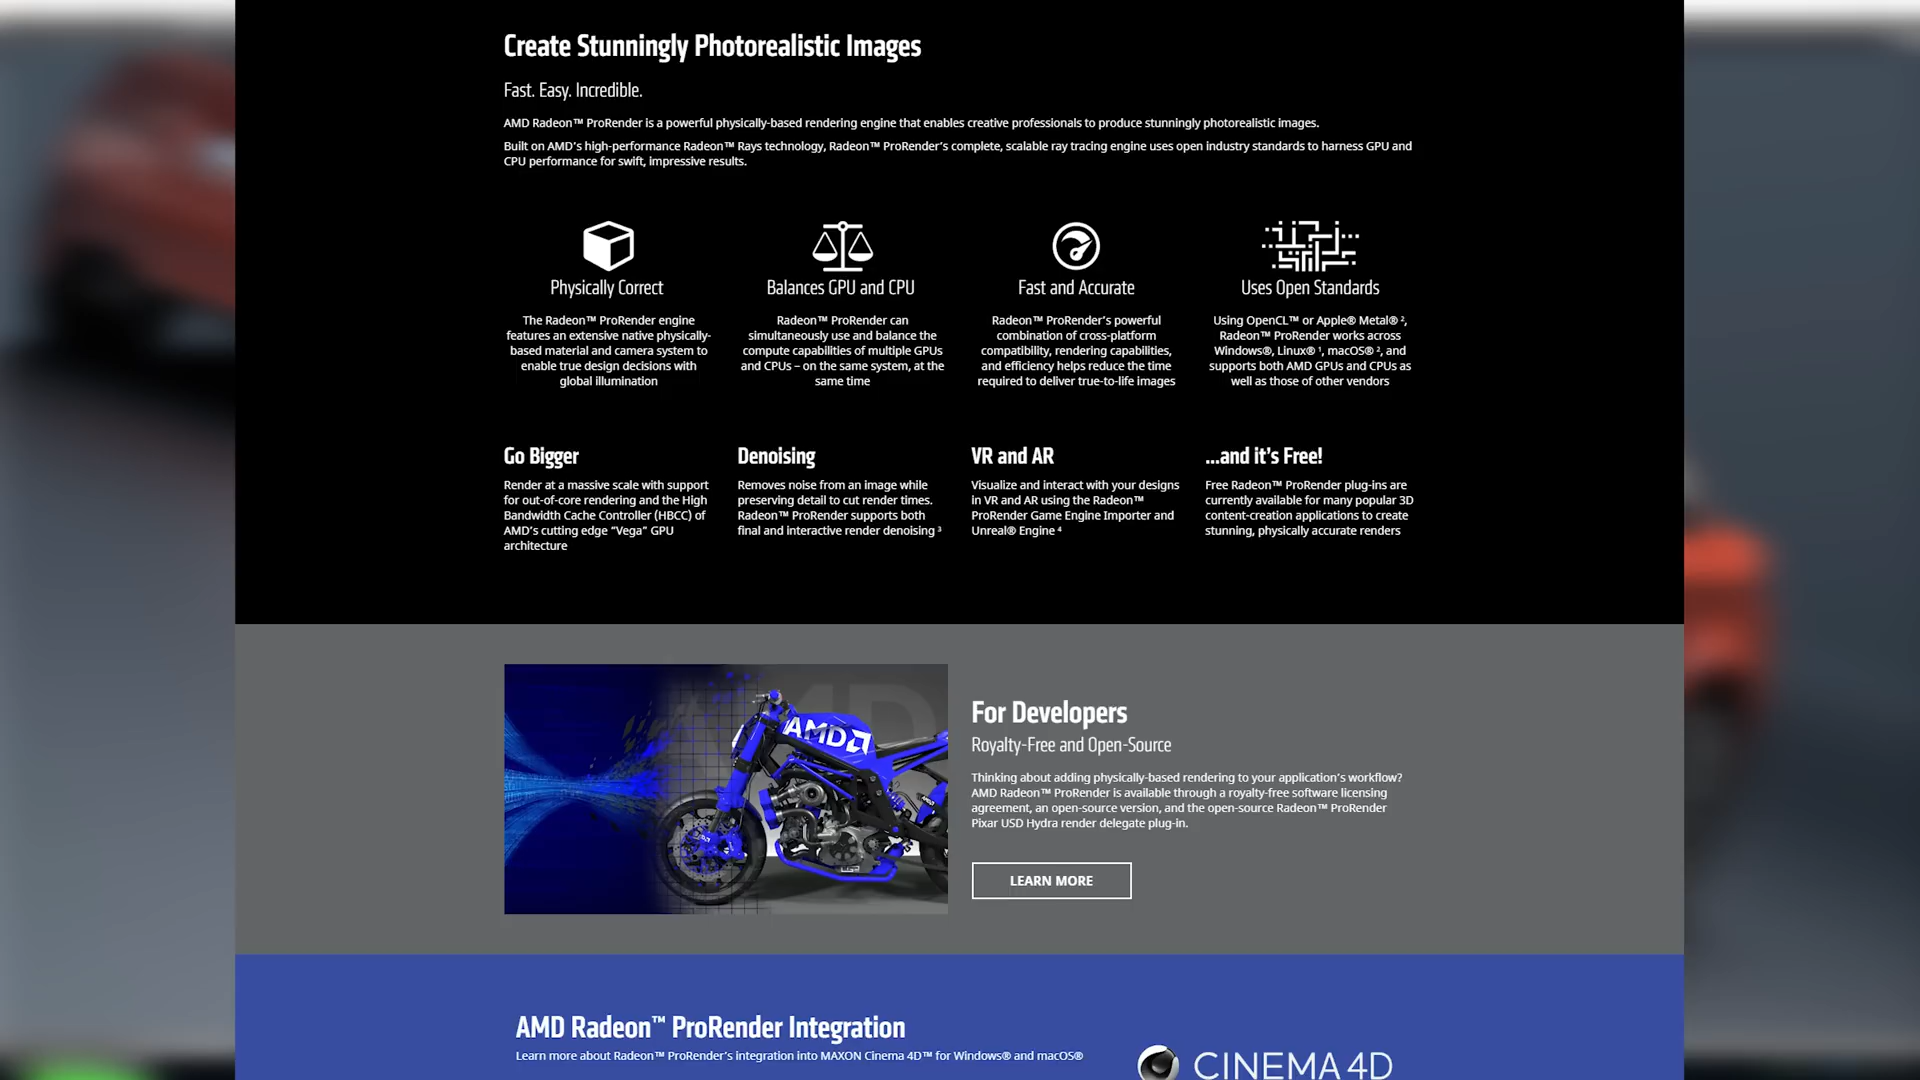 Create Stunningly Photorealistic Images
Fast. Easy. Incredible.
AMD Radeon™ ProRender is a powerful physically-based rendering engine that enables creative professionals to produce stunningly photorealistic images.
Built on AMD's high-performance Radeon™ Rays technology, Radeon™ ProRender's complete, scalable ray tracing engine uses open industry standards to harness GPU and
CPU performance for swift, impressive results.
Physically Correct
The Radeon™ ProRender engine
features an extensive native physically-
based material and camera system to
enable true design decisions with
global illumination
Balances GPU and CPU
Radeon™ ProRender can
simultaneously use and balance the
compute capabilities of multiple GPUs
and CPUs – on the same system, at the
same time
Fast and Accurate
Radeon™ ProRender's powerful
combination of cross-platform
compatibility, rendering capabilities,
and efficiency helps reduce the time
required to deliver true-to-life images
Uses Open Standards
Using OpenCL™ or Apple® Metal® ²,
Radeon™ ProRender works across
Windows®, Linux® ¹, macOS® ², and
supports both AMD GPUs and CPUs as
well as those of other vendors
Go Bigger
Render at a massive scale with support
for out-of-core rendering and the High
Bandwidth Cache Controller (HBCC) of
AMD's cutting edge "Vega" GPU
architecture
Denoising
Removes noise from an image while
preserving detail to cut render times.
Radeon™ ProRender supports both
final and interactive render denoising ³
VR and AR
Visualize and interact with your designs
in VR and AR using the Radeon™
ProRender Game Engine Importer and
Unreal® Engine ⁴
...and it's Free!
Free Radeon™ ProRender plug-ins are
currently available for many popular 3D
content-creation applications to create
stunning, physically accurate renders
AMD
For Developers
Royalty-Free and Open-Source
Thinking about adding physically-based rendering to your application's workflow?
AMD Radeon™ ProRender is available through a royalty-free software licensing
agreement, an open-source version, and the open-source Radeon™ ProRender
Pixar USD Hydra render delegate plug-in.
LEARN MORE
AMD Radeon™ ProRender Integration
Learn more about Radeon™ ProRender's integration into MAXON Cinema 4D™ for Windows® and macOS®
CINEMA 4D